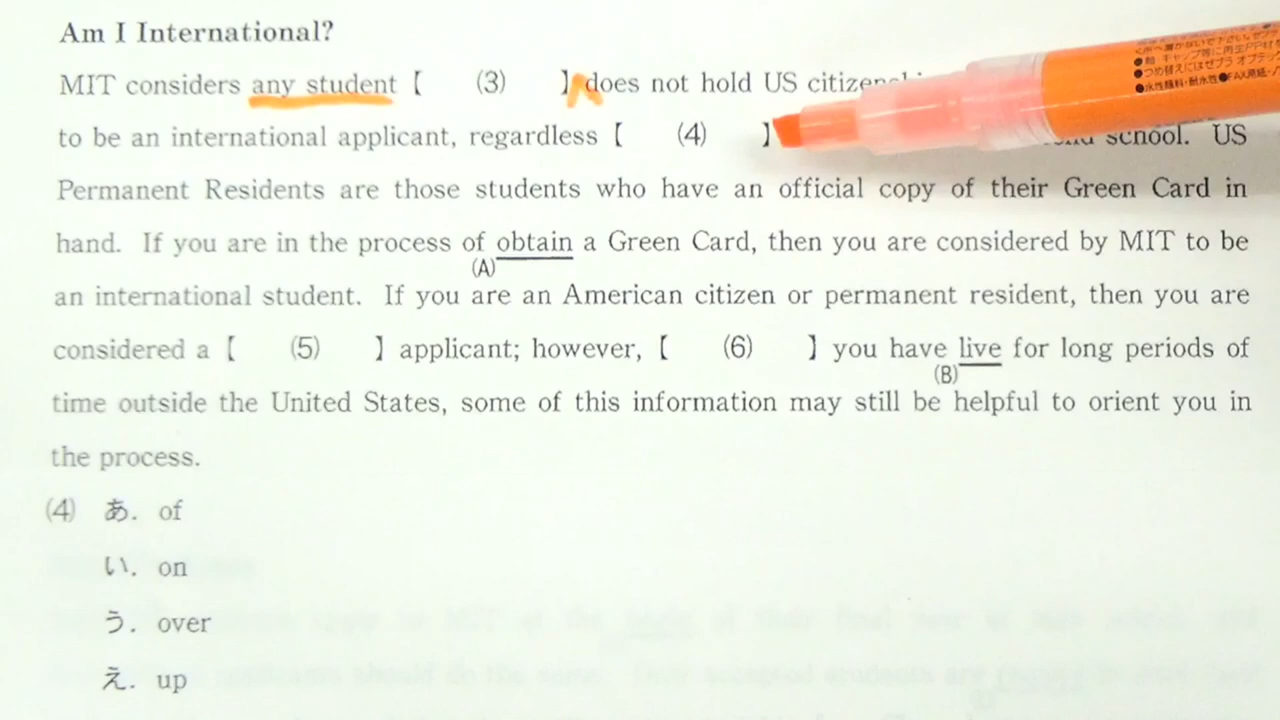 Am I International?
MIT considers any student【 (3) 】does not hold US
to be an international applicant, regardless【 (4) 】 school. US
Permanent Residents are those students who have an official copy of their Green Card in
hand. If you are in the process of obtain a Green Card, then you are considered by MIT to be
(A)
an international student. If you are an American citizen or permanent resident, then you are
considered a【 (5) 】applicant; however,【 (6) 】you have live for long periods of
(B)
time outside the United States, some of this information may still be helpful to orient you in
the process.
(4) あ. of
い. on
う. over
え. up